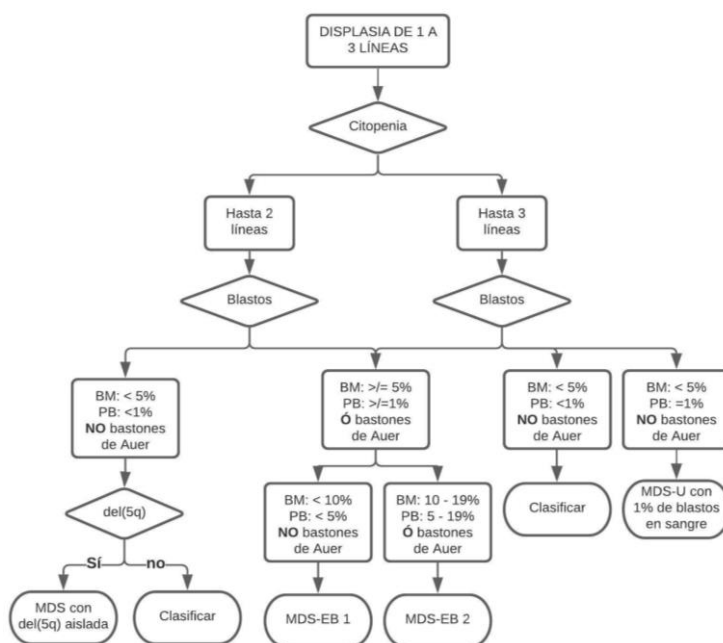 DISPLASIA DE 1 A
3 LÍNEAS
Citopenia
Hasta 2
líneas
Hasta 3
líneas
Blastos
Blastos
BM: < 5%
PB: <1%
NO bastones
de Auer
BM: >/= 5%
PB: >/=1%
Ó bastones
de Auer
BM: < 5%
PB: <1%
NO bastones
de Auer
BM: < 5%
PB: =1%
NO bastones
de Auer
del(5q)
BM: < 10%
PB: < 5%
NO bastones
de Auer
BM: 10 - 19%
PB: 5 - 19%
Ó bastones
de Auer
Clasificar
MDS-U con
1% de blastos
en sangre
Sí
no
MDS con
del(5q) aislada
Clasificar
MDS-EB 1
MDS-EB 2